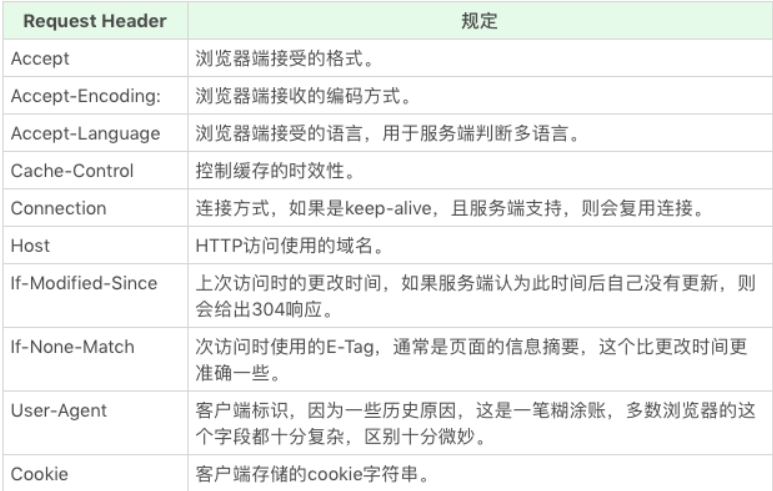 Request Header 规定
Accept 浏览器端接受的格式。
Accept-Encoding: 浏览器端接收的编码方式。
Accept-Language 浏览器端接受的语言，用于服务端判断多语言。
Cache-Control 控制缓存的时效性。
Connection 连接方式，如果是keep-alive，且服务端支持，则会复用连接。
Host HTTP访问使用的域名。
If-Modified-Since 上次访问时的更改时间，如果服务端认为此时间后自己没有更新，则
会给出304响应。
If-None-Match 次访问时使用的E-Tag，通常是页面的信息摘要，这个比更改时间更
准确一些。
User-Agent 客户端标识，因为一些历史原因，这是一笔糊涂账，多数浏览器的这
个字段都十分复杂，区别十分微妙。
Cookie 客户端存储的cookie字符串。